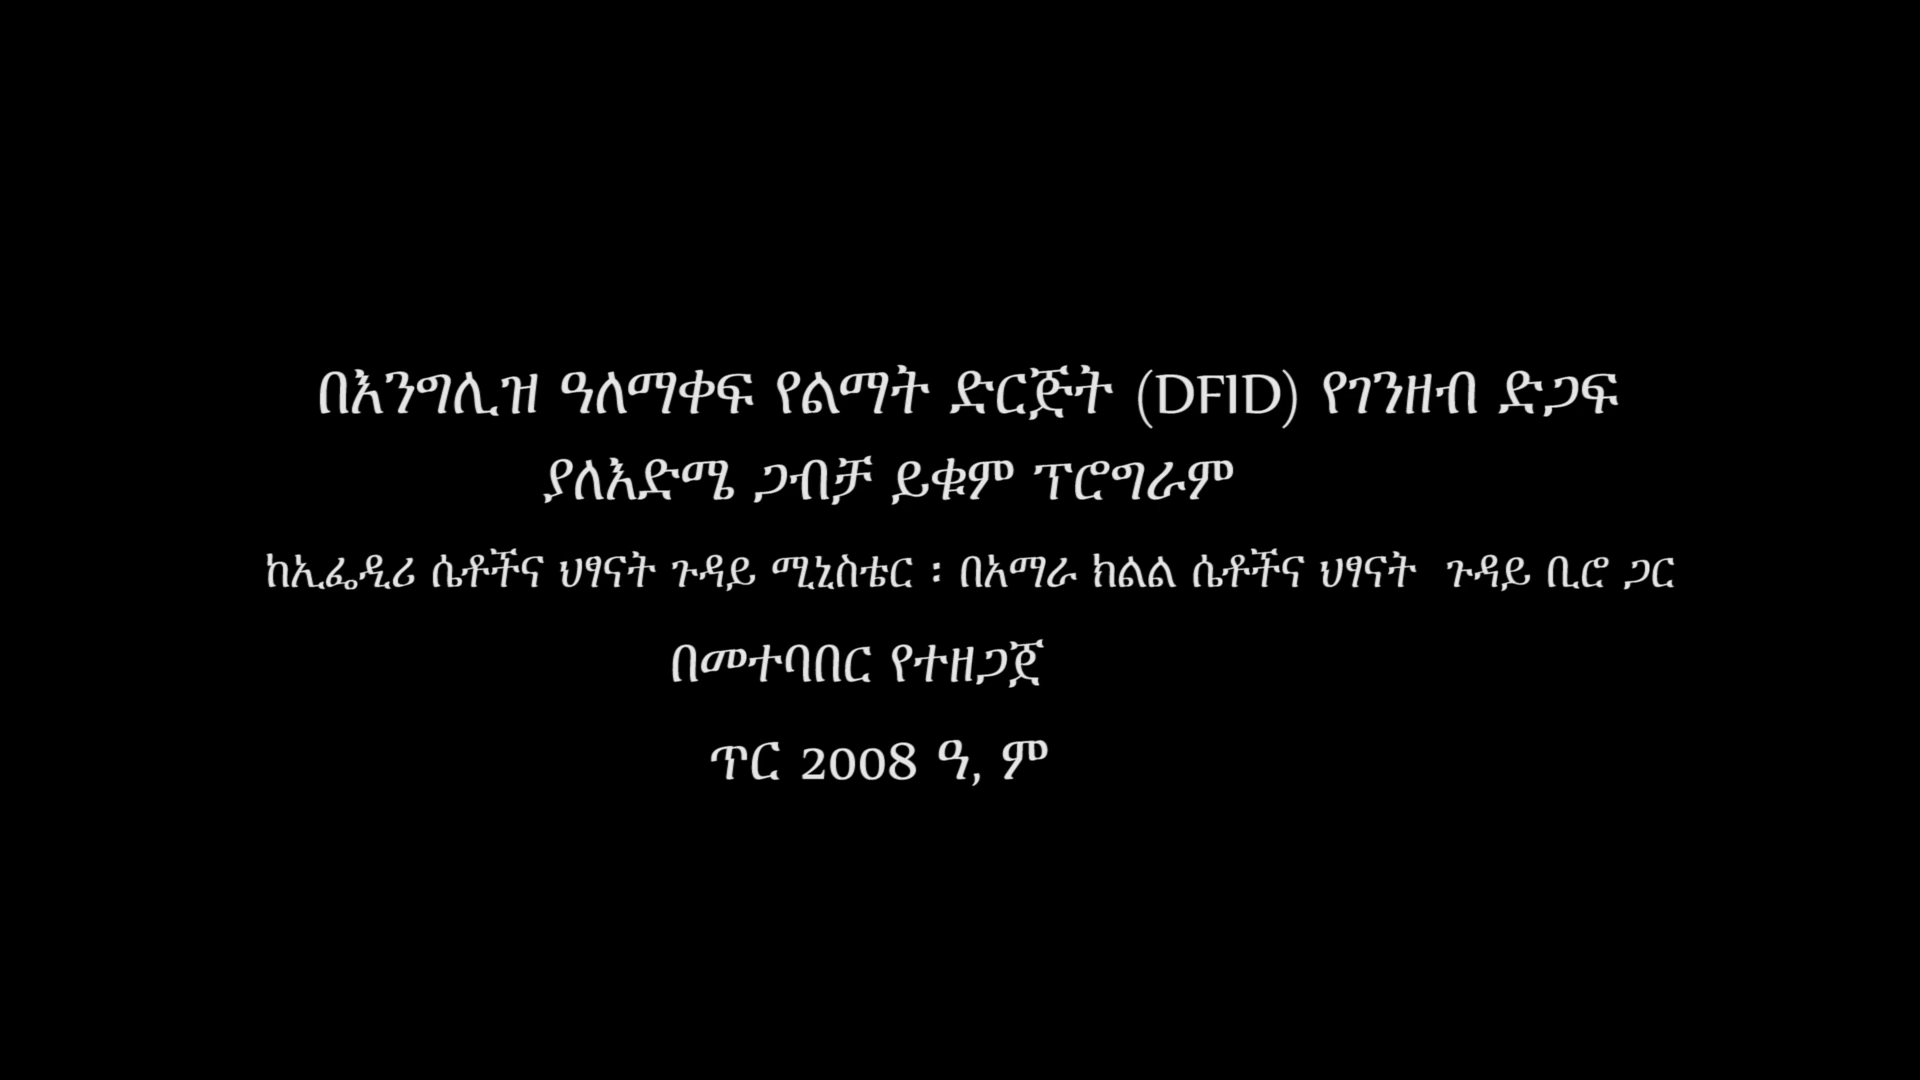 በእንግሊዝ ዓለማቀፍ የልማት ድርጅት (DFID) የገንዘብ ድጋፍ
ያለእድሜ ጋብቻ ይቁም ፕሮግራም
ከኢፌዲሪ ሴቶችና ህፃናት ጉዳይ ሚኒስቴር ፡ በአማራ ክልል ሴቶችና ህፃናት ጉዳይ ቢሮ ጋር
በመተባበር የተዘጋጀ
ጥር 2008 ዓ, ም